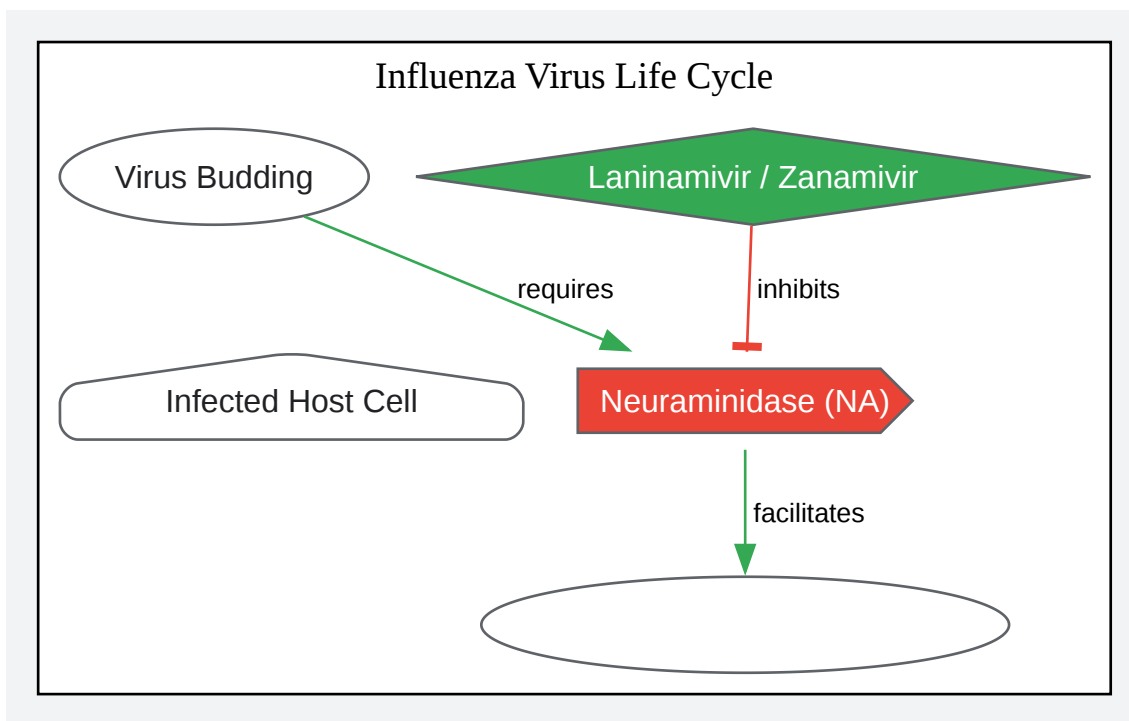 Influenza Virus Life Cycle
Virus Budding
Laninamivir / Zanamivir
requires
inhibits
Infected Host Cell
Neuraminidase (NA)
facilitates